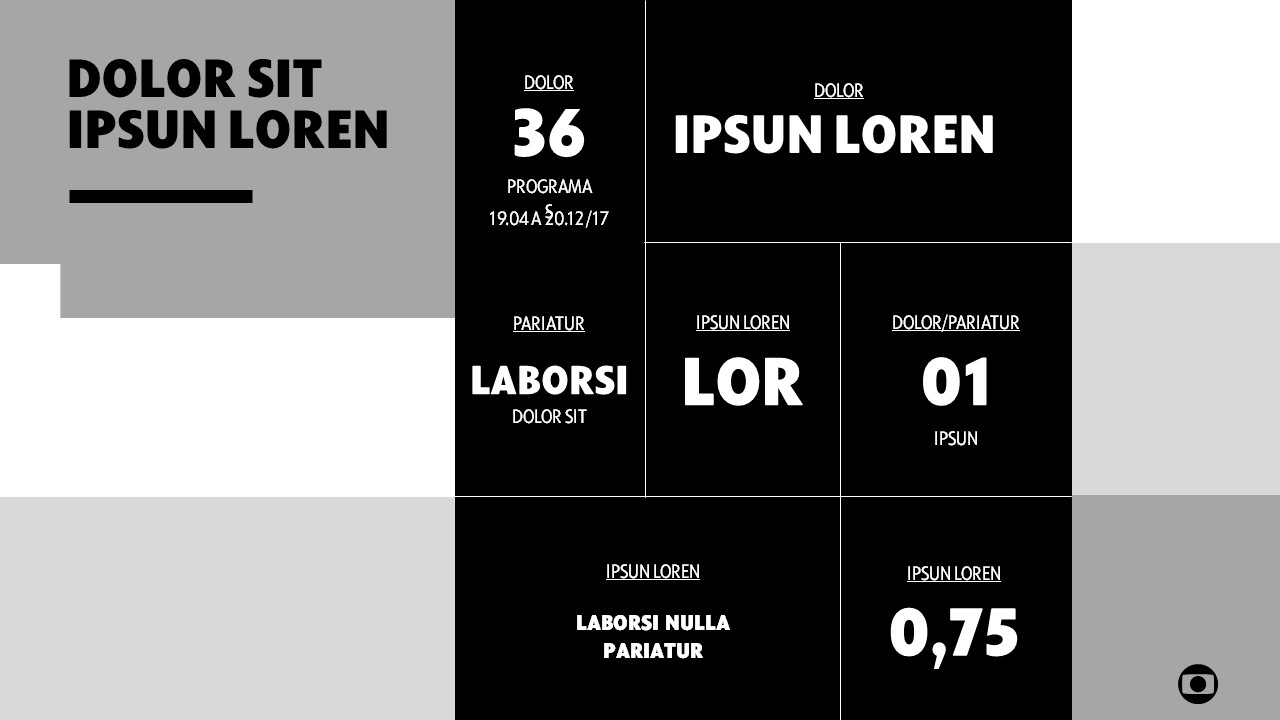 DOLOR SIT
IPSUN LOREN
DOLOR
36
PROGRAMA
S
19.04 A 20.12 /17
DOLOR
IPSUN LOREN
PARIATUR
LABORSI
DOLOR SIT
IPSUN LOREN
LOR
DOLOR/PARIATUR
01
IPSUN
IPSUN LOREN
LABORSI NULLA
PARIATUR
IPSUN LOREN
0,75